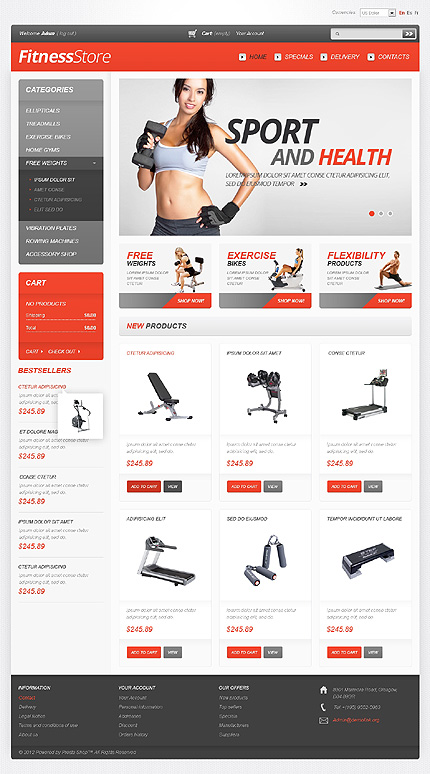 Currencies US Dollar En Es Fr
Welcome Admin ( log out ) Cart: (empty) Your Account
FitnessStore
HOME SPECIALS DELIVERY CONTACTS
CATEGORIES
ELLIPTICALS
TREADMILLS
EXERCISE BIKES
HOME GYMS
FREE WEIGHTS
IPSUM DOLOR SIT
AMET CONSE
CTETUR ADIPISICING
ELIT SED DO
VIBRATION PLATES
ROWING MACHINES
ACCESSORY SHOP
CART
NO PRODUCTS
Shipping $0.00
Total $0.00
CART CHECK OUT
BESTSELLERS
CTETUR ADIPISICING
ipsum dolor sit amet conse ctetur
adipisicing elit, sed do.
$245.89
ET DOLORE MAG
ipsum dolor sit amet conse ctetur
adipisicing elit, sed do.
$245.89
CONSE CTETUR
ipsum dolor sit amet conse ctetur
adipisicing elit, sed do.
$245.89
IPSUM DOLOR SIT AMET
ipsum dolor sit amet conse ctetur
adipisicing elit, sed do.
$245.89
CTETUR ADIPISICING
ipsum dolor sit amet conse ctetur
adipisicing elit, sed do.
$245.89
SPORT
AND HEALTH
LOREM IPSUM DOLOR SIT AMET CONSE CTETUR ADIPISICING ELIT,
SED DO EIUSMOD TEMPOR
FREE
WEIGHTS
LOREM IPSUM DOLOR
SIT AMET CONSE
CTETUR
SHOP NOW!
EXERCISE
BIKES
LOREM IPSUM DOLOR
SIT AMET CONSE
CTETUR
SHOP NOW!
FLEXIBILITY
PRODUCTS
LOREM IPSUM DOLOR
SIT AMET CONSE
CTETUR
SHOP NOW!
NEW PRODUCTS
CTETUR ADIPISICING
ipsum dolor sit amet conse ctetur
adipisicing elit, sed do.
$245.89
ADD TO CART VIEW
IPSUM DOLOR SIT AMET
ipsum dolor sit amet conse ctetur
adipisicing elit, sed do.
$245.89
ADD TO CART VIEW
CONSE CTETUR
ipsum dolor sit amet conse ctetur
adipisicing elit, sed do.
$245.89
ADD TO CART VIEW
ADIPISICING ELIT
ipsum dolor sit amet conse ctetur
adipisicing elit, sed do.
$245.89
ADD TO CART VIEW
SED DO EIUSMOD
ipsum dolor sit amet conse ctetur
adipisicing elit, sed do.
$245.89
ADD TO CART VIEW
TEMPOR INCIDIDUNT UT LABORE
ipsum dolor sit amet conse ctetur
adipisicing elit, sed do.
$245.89
ADD TO CART VIEW
INFORMATION
Contact
Delivery
Legal Notice
Terms and conditions of use
About us
YOUR ACCOUNT
Your Account
Personal information
Addresses
Discount
Orders history
OUR OFFERS
New products
Top sellers
Specials
Manufacturers
Suppliers
8901 Marmora Road, Glasgow,
D04 89GR
© 2012 Powered by Presta Shop™. All Rights Reserved